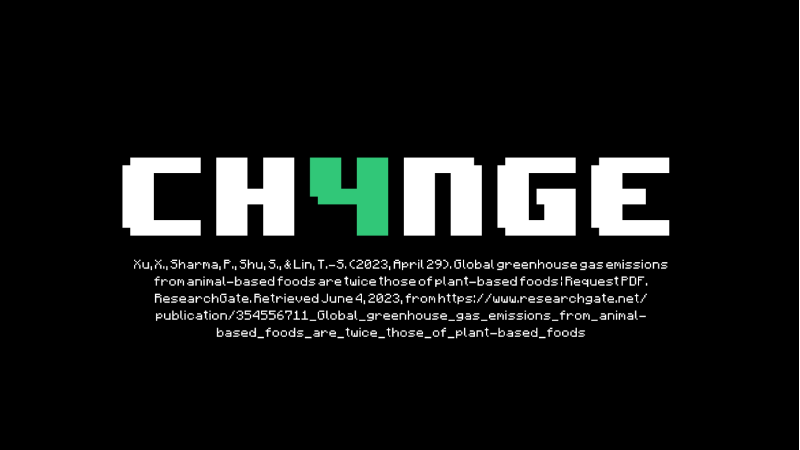 CH4NGE
Xu, X., Sharma, P., Shu, S., & Lin, T.-S. (2023, April 29). Global greenhouse gas emissions
from animal-based foods are twice those of plant-based foods | Request PDF.
ResearchGate. Retrieved June 4, 2023, from https://www.researchgate.net/
publication/354556711_Global_greenhouse_gas_emissions_from_animal-
based_foods_are_twice_those_of_plant-based_foods